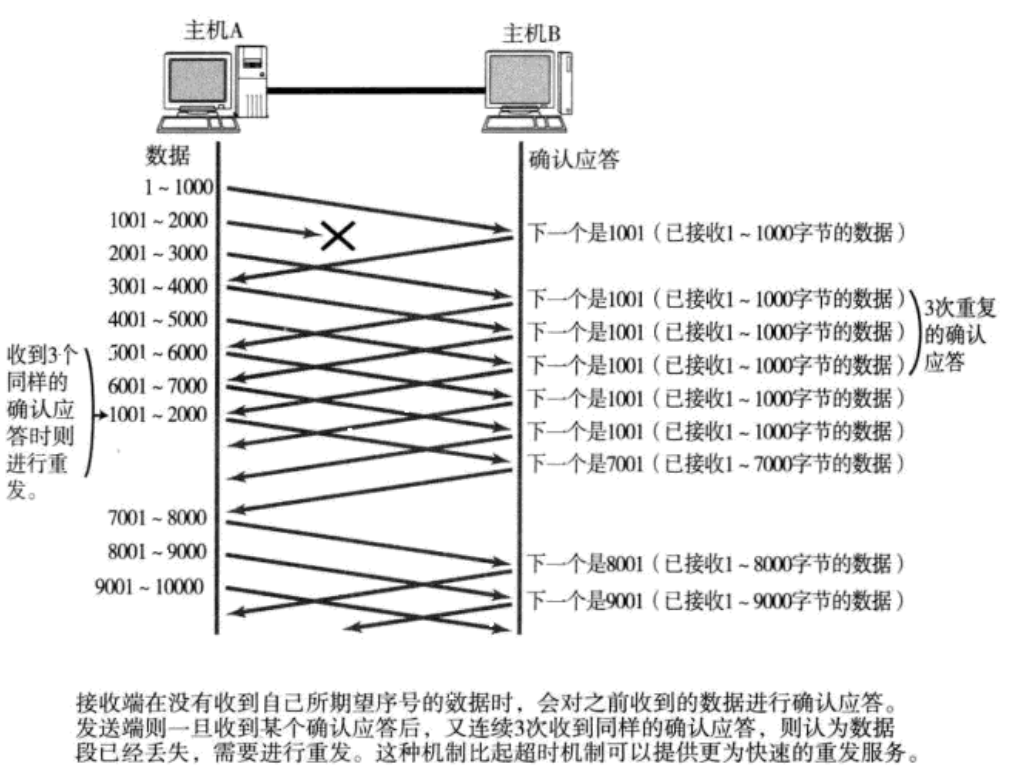 主机A
主机B
数据
确认应答
1~1000
1001~2000
下一个是1001（已接收1~1000字节的数据）
2001~3000
3001~4000
下一个是1001（已接收1~1000字节的数据）
3次重复
的确认
应答
4001~5000
下一个是1001（已接收1~1000字节的数据）
收到3个
同样的
确认应
答时则
进行重
发。
5001~6000
下一个是1001（已接收1~1000字节的数据）
6001~7000
下一个是1001（已接收1~1000字节的数据）
1001~2000
下一个是1001（已接收1~1000字节的数据）
下一个是7001（已接收1~7000字节的数据）
7001~8000
8001~9000
下一个是8001（已接收1~8000字节的数据）
9001~10000
下一个是9001（已接收1~9000字节的数据）
接收端在没有收到自己所期望序号的数据时，会对之前收到的数据进行确认应答。
发送端则一旦收到某个确认应答后，又连续3次收到同样的确认应答，则认为数据
段已经丢失，需要进行重发。这种机制比起超时机制可以提供更为快速的重发服务。